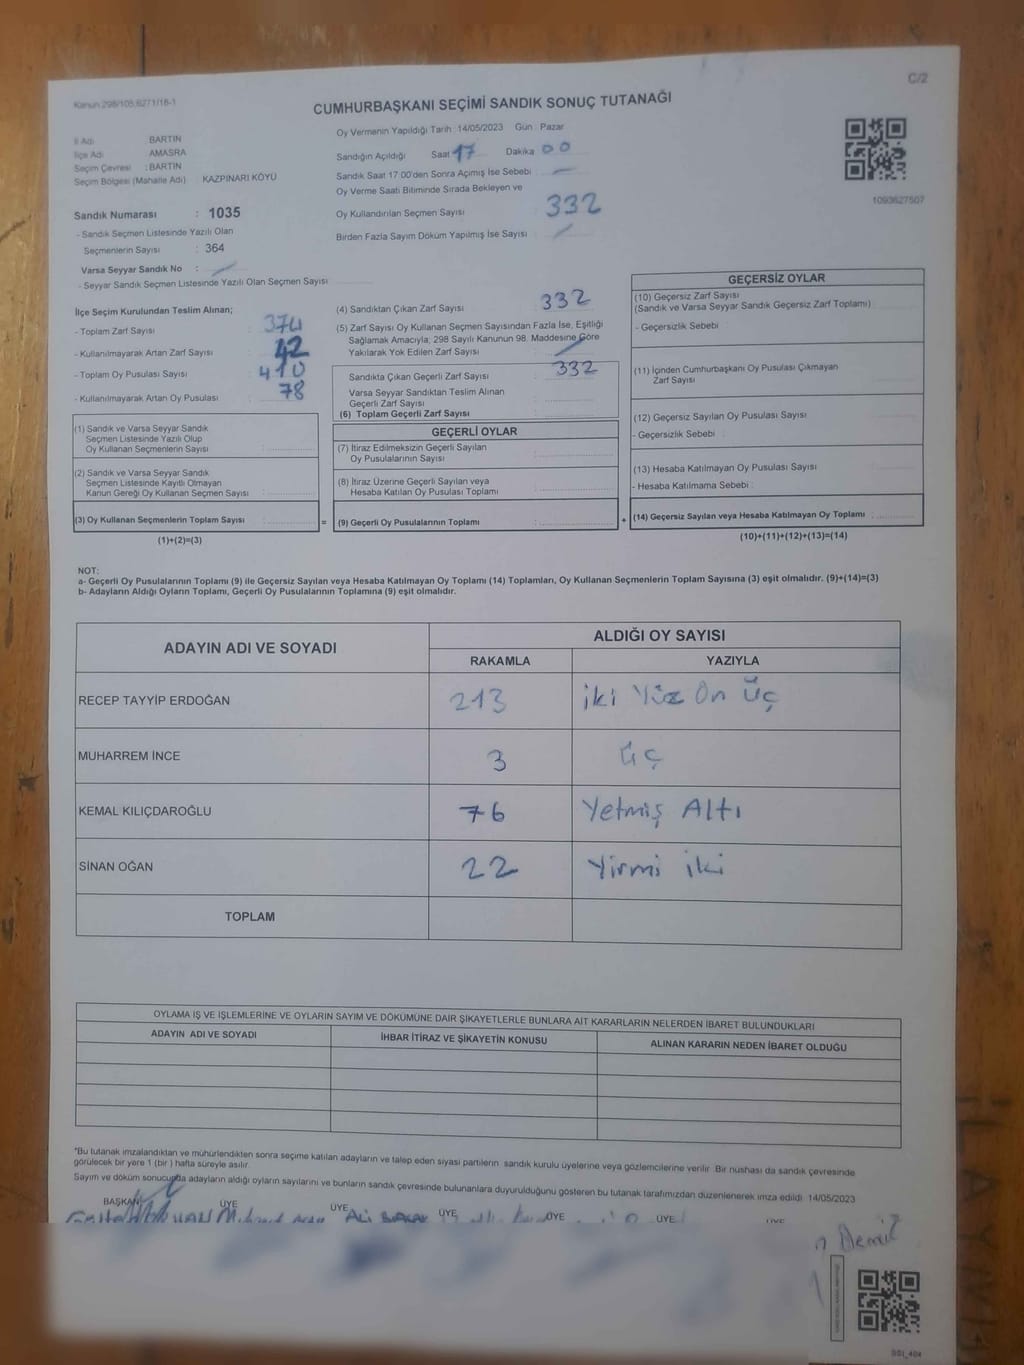 C/2
Kanun 298/105,6271/16-1
CUMHURBAŞKANI SEÇİMİ SANDIK SONUÇ TUTANAĞI
İl Adı BARTIN
İlçe Adı AMASRA
Seçim Çevresi : BARTIN
Seçim Bölgesi (Mahalle Adı) KAZPINARI KÖYÜ
Sandık Numarası : 1035
- Sandık Seçmen Listesinde Yazılı Olan
Seçmenlerin Sayısı : 364
Varsa Seyyar Sandık No :
- Seyyar Sandık Seçmen Listesinde Yazılı Olan Seçmen Sayısı
Oy Vermenin Yapıldığı Tarih : 14/05/2023 Gün : Pazar
Sandığın Açıldığı Saat 17 Dakika 00
Sandık Saat 17:00'den Sonra Açımış İse Sebebi
Oy Verme Saati Bitiminde Sırada Bekleyen ve
Oy Kullandırılan Seçmen Sayısı : 332
Birden Fazla Sayım Döküm Yapılmış İse Sayısı :
1093627507
İlçe Seçim Kurulundan Teslim Alınan;
- Toplam Zarf Sayısı : 374
- Kullanılmayarak Artan Zarf Sayısı : 42
- Toplam Oy Pusulası Sayısı : 410
- Kullanılmayarak Artan Oy Pusulası : 78
(1) Sandık ve Varsa Seyyar Sandık
Seçmen Listesinde Yazılı Olup
Oy Kullanan Seçmenlerin Sayısı :
(2) Sandık ve Varsa Seyyar Sandık
Seçmen Listesinde Kayıtlı Olmayan
Kanun Gereği Oy Kullanan Seçmen Sayısı :
(3) Oy Kullanan Seçmenlerin Toplam Sayısı :
(1)+(2)=(3)
(4) Sandıktan Çıkan Zarf Sayısı : 332
(5) Zarf Sayısı Oy Kullanan Seçmen Sayısından Fazla İse, Eşitliği
Sağlamak Amacıyla; 298 Sayılı Kanunun 98. Maddesine Göre
Yakılarak Yok Edilen Zarf Sayısı :
Sandıkta Çıkan Geçerli Zarf Sayısı : 332
Varsa Seyyar Sandıktan Teslim Alınan
Geçerli Zarf Sayısı :
(6) Toplam Geçerli Zarf Sayısı :
GEÇERLİ OYLAR
(7) İtiraz Edilmeksizin Geçerli Sayılan
Oy Pusulalarının Sayısı :
(8) İtiraz Üzerine Geçerli Sayılan veya
Hesaba Katılan Oy Pusulası Toplamı :
= (9) Geçerli Oy Pusulalarının Toplamı : +
GEÇERSİZ OYLAR
(10) Geçersiz Zarf Sayısı
(Sandık ve Varsa Seyyar Sandık Geçersiz Zarf Toplamı) :
- Geçersizlik Sebebi :
(11) İçinden Cumhurbaşkanı Oy Pusulası Çıkmayan
Zarf Sayısı :
(12) Geçersiz Sayılan Oy Pusulası Sayısı :
- Geçersizlik Sebebi :
(13) Hesaba Katılmayan Oy Pusulası Sayısı :
- Hesaba Katılmama Sebebi :
(14) Geçersiz Sayılan veya Hesaba Katılmayan Oy Toplamı :
(10)+(11)+(12)+(13)=(14)
NOT:
a- Geçerli Oy Pusulalarının Toplamı (9) ile Geçersiz Sayılan veya Hesaba Katılmayan Oy Toplamı (14) Toplamları, Oy Kullanan Seçmenlerin Toplam Sayısına (3) eşit olmalıdır. (9)+(14)=(3)
b- Adayların Aldığı Oyların Toplamı, Geçerli Oy Pusulalarının Toplamına (9) eşit olmalıdır.
ADAYIN ADI VE SOYADI ALDIĞI OY SAYISI
RAKAMLA YAZIYLA
RECEP TAYYİP ERDOĞAN 213 iki Yüz On Üç
MUHARREM İNCE 3 üç
KEMAL KILIÇDAROĞLU 76 Yetmiş Altı
SİNAN OĞAN 22 Yirmi iki
TOPLAM
OYLAMA İŞ VE İŞLEMLERİNE VE OYLARIN SAYIM VE DÖKÜMÜNE DAİR ŞİKAYETLERLE BUNLARA AİT KARARLARIN NELERDEN İBARET BULUNDUKLARI
ADAYIN ADI VE SOYADI İHBAR İTİRAZ VE ŞİKAYETİN KONUSU ALINAN KARARIN NEDEN İBARET OLDUĞU
*Bu tutanak imzalandıktan ve mühürlendikten sonra seçime katılan adayların ve talep eden siyasi partilerin sandık kurulu üyelerine veya gözlemcilerine verilir. Bir nüshası da sandık çevresinde
görülecek bir yere 1 (bir ) hafta süreyle asılır.
Sayım ve döküm sonucunda adayların aldığı oyların sayılarını ve bunların sandık çevresinde bulunanlara duyurulduğunu gösteren bu tutanak tarafımızdan düzenlenerek imza edildi. 14/05/2023
BAŞKAN ÜYE ÜYE ÜYE ÜYE ÜYE ÜYE
Demir